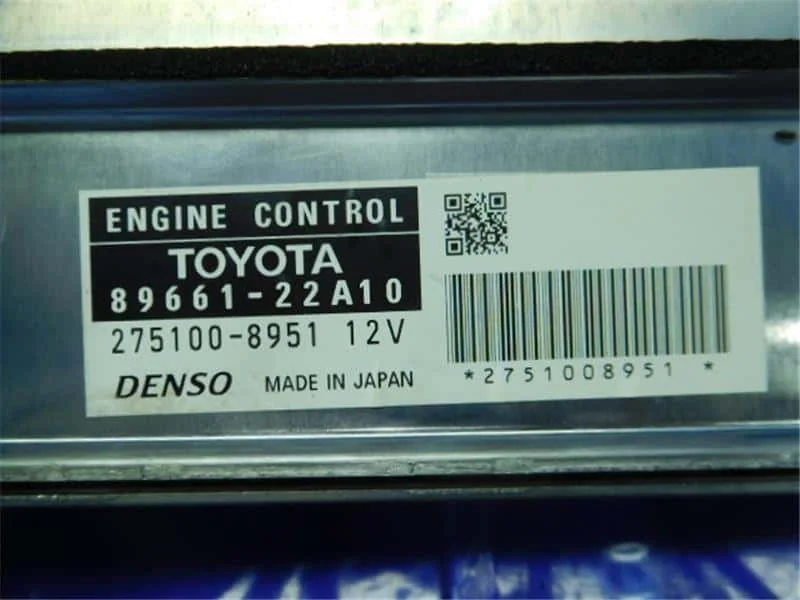 ENGINE CONTROL
TOYOTA
89661-22A10
275100-8951 12V
DENSO MADE IN JAPAN
*2751008951*